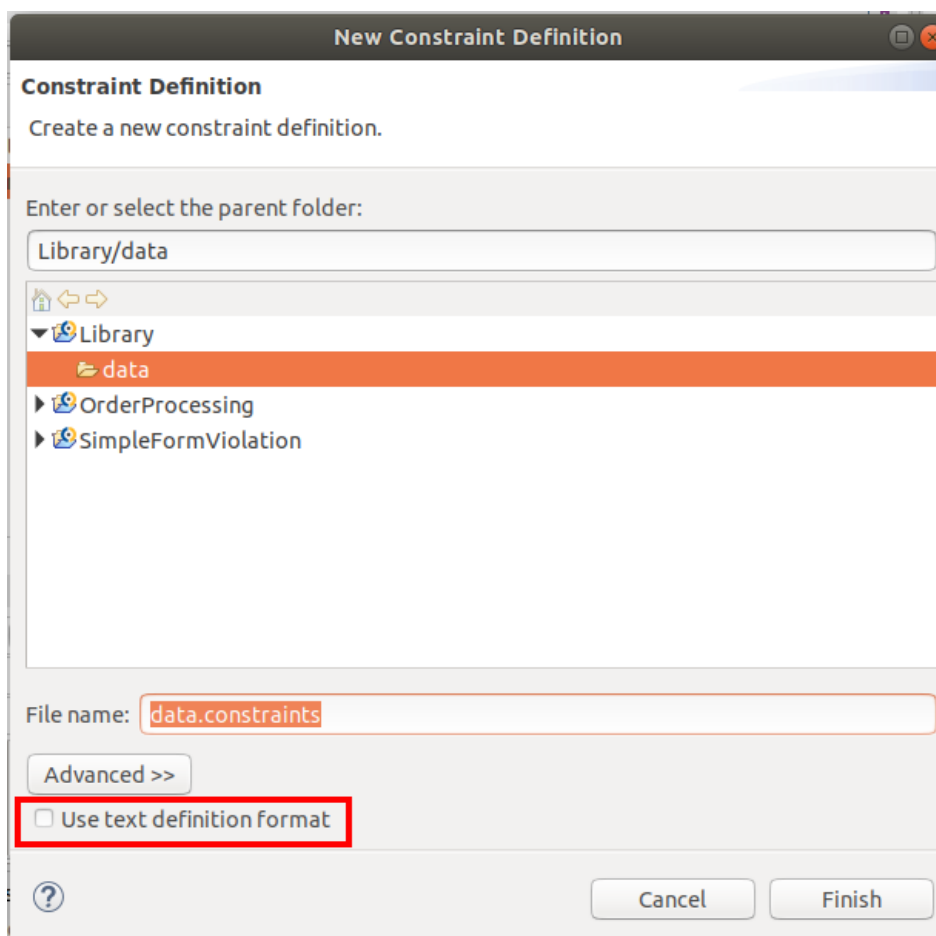 New Constraint Definition
Constraint Definition
Create a new constraint definition.
Enter or select the parent folder:
Library/data
Library
data
OrderProcessing
SimpleFormViolation
File name: data.constraints
Advanced >>
Use text definition format
?
Cancel Finish